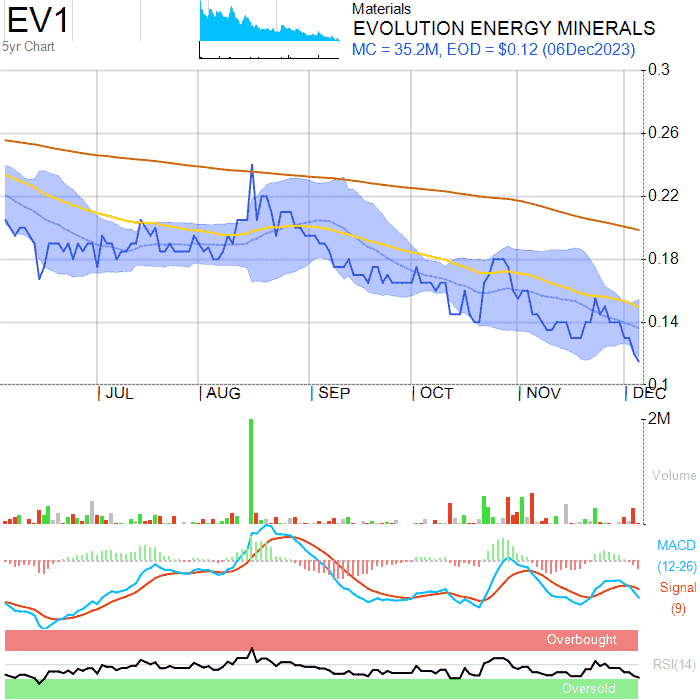 EV1
5yr Chart
Materials
EVOLUTION ENERGY MINERALS
MC = 35.2M, EOD = $0.12 (06Dec2023)
0.3
0.26
0.22
0.18
0.14
0.1
JUL AUG SEP OCT NOV DEC
2M
Volume
MACD
(12-26)
Signal
(9)
Overbought
RSI(14)
Oversold